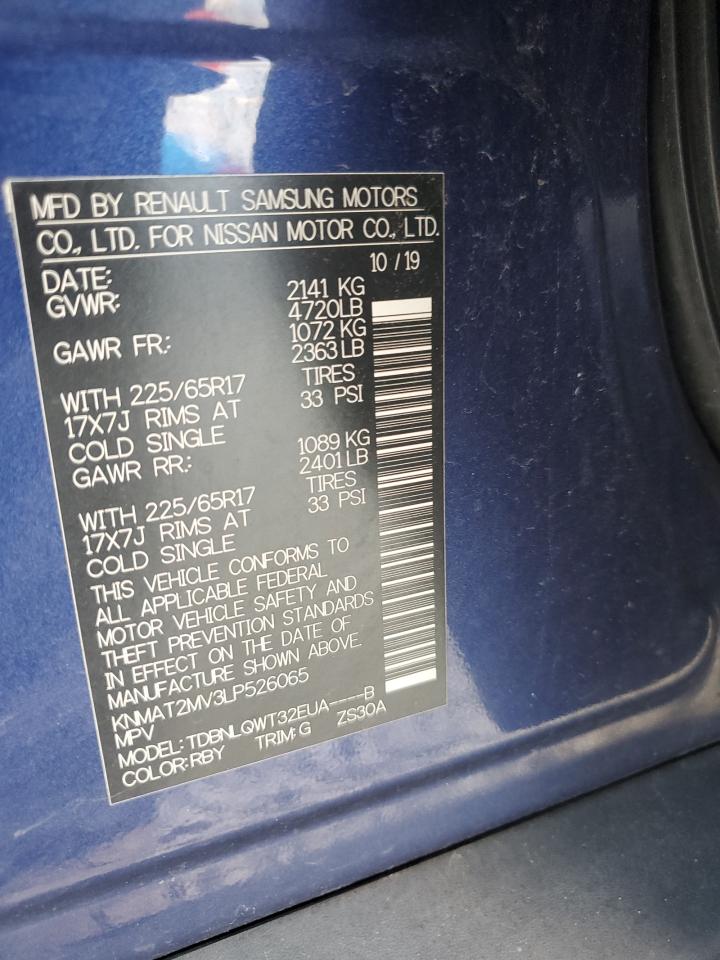 MFD BY RENAULT SAMSUNG MOTORS
CO., LTD. FOR NISSAN MOTOR CO., LTD.
DATE: 10 / 19
GVWR: 2141 KG
4720LB
GAWR FR.: 1072 KG
2363 LB
WITH 225/65R17 TIRES
17X7J RIMS AT 33 PSI
COLD SINGLE
GAWR RR.: 1089 KG
2401 LB
WITH 225/65R17 TIRES
17X7J RIMS AT 33 PSI
COLD SINGLE
THIS VEHICLE CONFORMS TO
ALL APPLICABLE FEDERAL
MOTOR VEHICLE SAFETY AND
THEFT PREVENTION STANDARDS
IN EFFECT ON THE DATE OF
MANUFACTURE SHOWN ABOVE.
KNMAT2MV3LP526065
MPV
MODEL: TDBNLQWT32EUA-----B
COLOR: RBY TRIM: G ZS30A